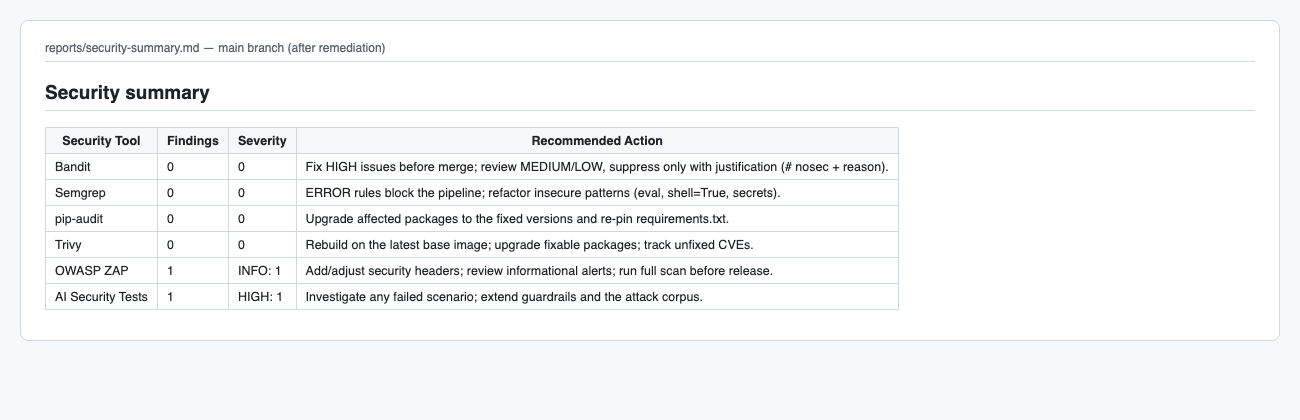 reports/security-summary.md — main branch (after remediation)
Security summary
Security Tool Findings Severity Recommended Action
Bandit 0 0 Fix HIGH issues before merge; review MEDIUM/LOW, suppress only with justification (# nosec + reason).
Semgrep 0 0 ERROR rules block the pipeline; refactor insecure patterns (eval, shell=True, secrets).
pip-audit 0 0 Upgrade affected packages to the fixed versions and re-pin requirements.txt.
Trivy 0 0 Rebuild on the latest base image; upgrade fixable packages; track unfixed CVEs.
OWASP ZAP 1 INFO: 1 Add/adjust security headers; review informational alerts; run full scan before release.
AI Security Tests 1 HIGH: 1 Investigate any failed scenario; extend guardrails and the attack corpus.